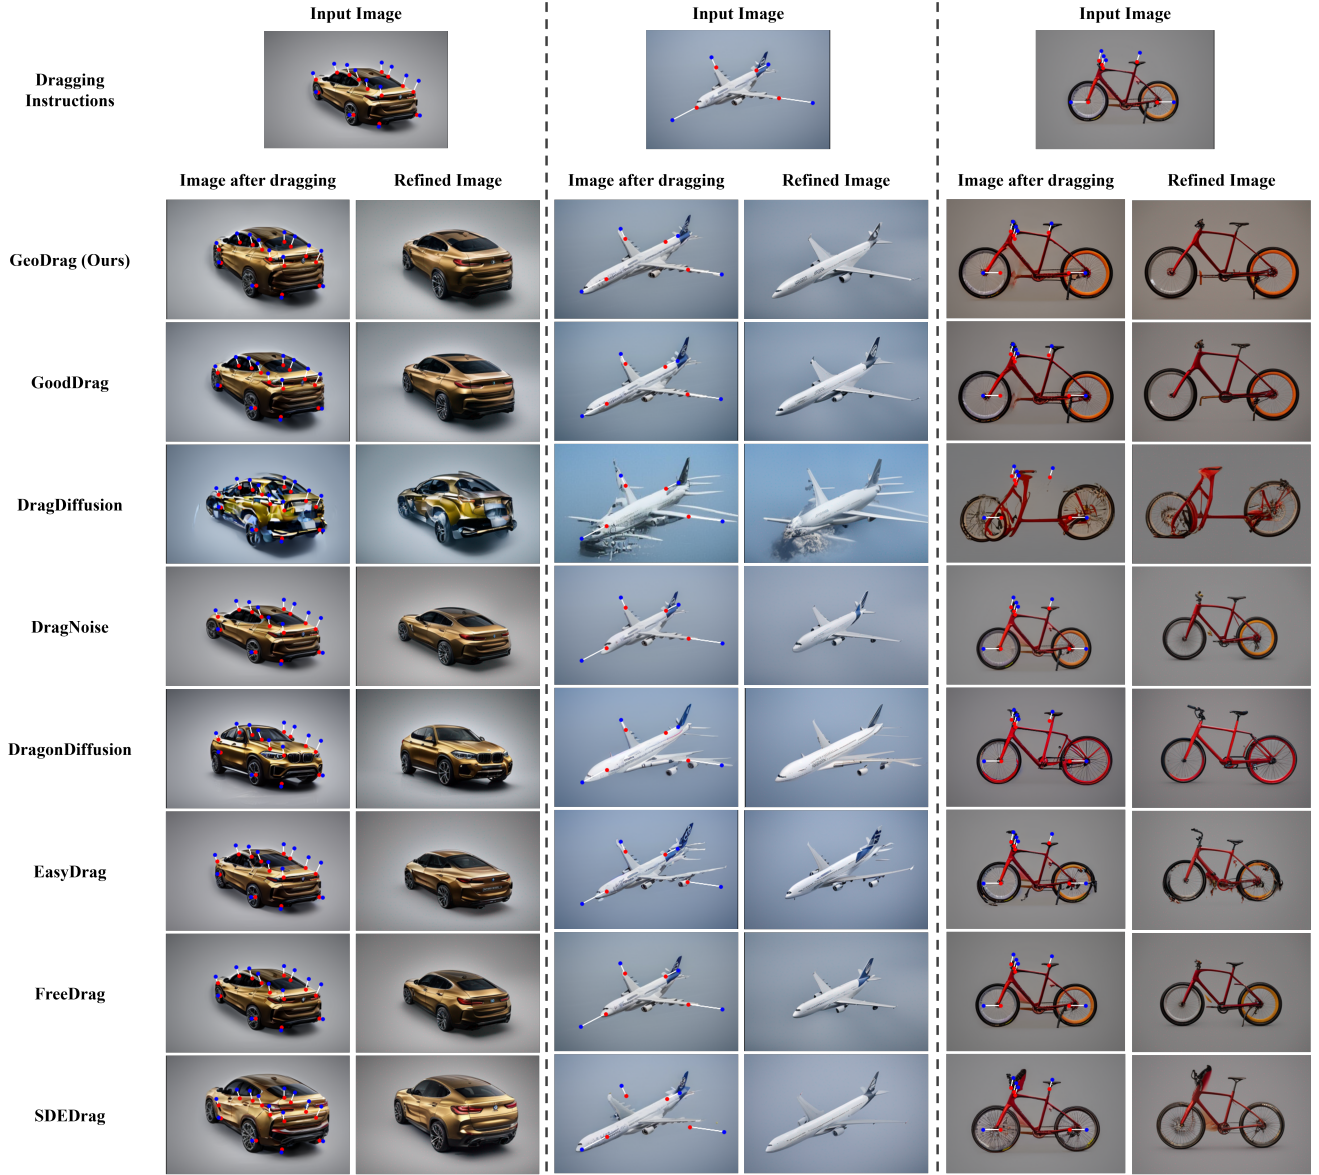 Input Image
Input Image
Input Image
Dragging
Instructions
Image after dragging
Refined Image
Image after dragging
Refined Image
Image after dragging
Refined Image
GeoDrag (Ours)
GoodDrag
DragDiffusion
DragNoise
DragonDiffusion
EasyDrag
FreeDrag
SDEDrag